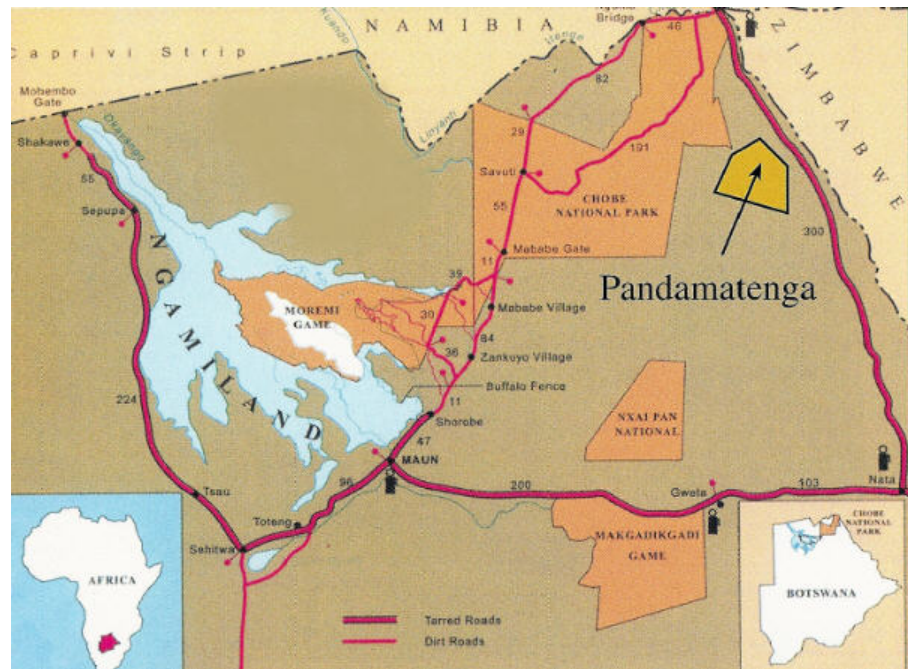 NAMIBIA
Caprivi Strip
Kuando
Bridge
46
ZIMBABWE
Mohembo
Gate
Okavango
Linyanti
82
Shakawe
29
191
Savuti
55
Sepupa
CHOBE
NATIONAL PARK
55
300
Mababe Gate
11
39
Pandamatenga
NGAMILAND
MOREMI
GAME
30
Mababe Village
84
36
Zankuyo Village
Buffalo Fence
11
224
Shorobe
NXAI PAN
NATIONAL
47
MAUN
96
200
Gweta
103
Nata
Tsau
Toteng
Sehitwa
MAKGADIKGADI
GAME
CHOBE
NATIONAL
PARK
AFRICA
BOTSWANA
Tarred Roads
Dirt Roads